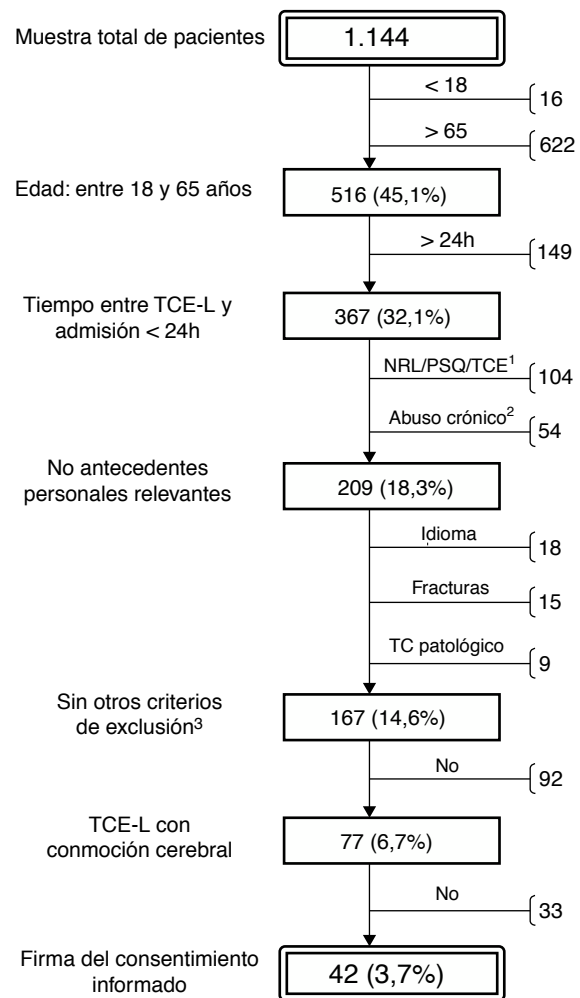 Muestra total de pacientes
1.144
< 18
16
> 65
622
Edad: entre 18 y 65 años
516 (45,1%)
> 24h
149
Tiempo entre TCE-L y
admisión < 24h
367 (32,1%)
NRL/PSQ/TCE¹
104
Abuso crónico²
54
No antecedentes
personales relevantes
209 (18,3%)
Idioma
18
Fracturas
15
TC patológico
9
Sin otros criterios
de exclusión³
167 (14,6%)
No
92
TCE-L con
conmoción cerebral
77 (6,7%)
No
33
Firma del consentimiento
informado
42 (3,7%)